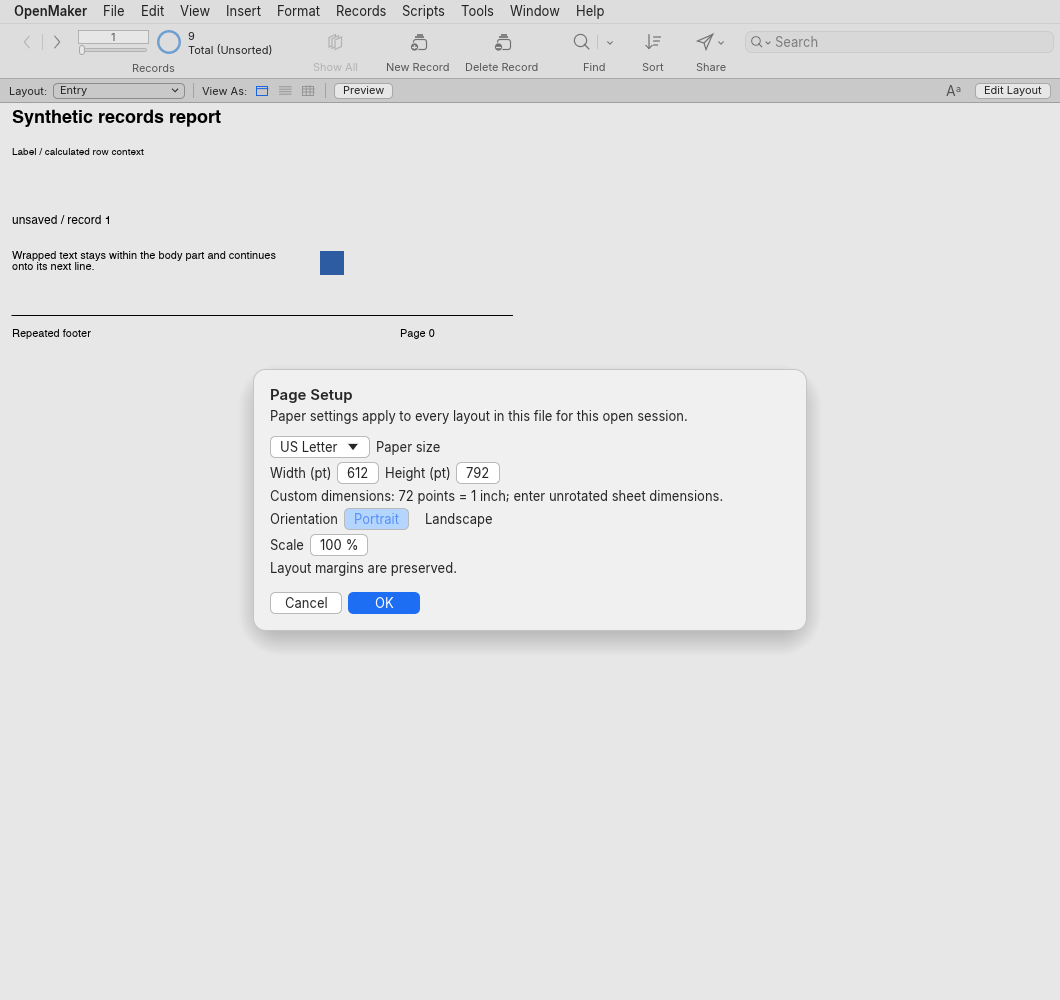 OpenMaker File Edit View Insert Format Records Scripts Tools Window Help
1
9
Total (Unsorted)
Records
Show All
New Record
Delete Record
Find
Sort
Share
Search
Layout: Entry View As: Preview Aa Edit Layout
Synthetic records report
Label / calculated row context
unsaved / record 1
Wrapped text stays within the body part and continues
onto its next line.
Repeated footer Page 0
Page Setup
Paper settings apply to every layout in this file for this open session.
US Letter Paper size
Width (pt) 612 Height (pt) 792
Custom dimensions: 72 points = 1 inch; enter unrotated sheet dimensions.
Orientation Portrait Landscape
Scale 100 %
Layout margins are preserved.
Cancel OK